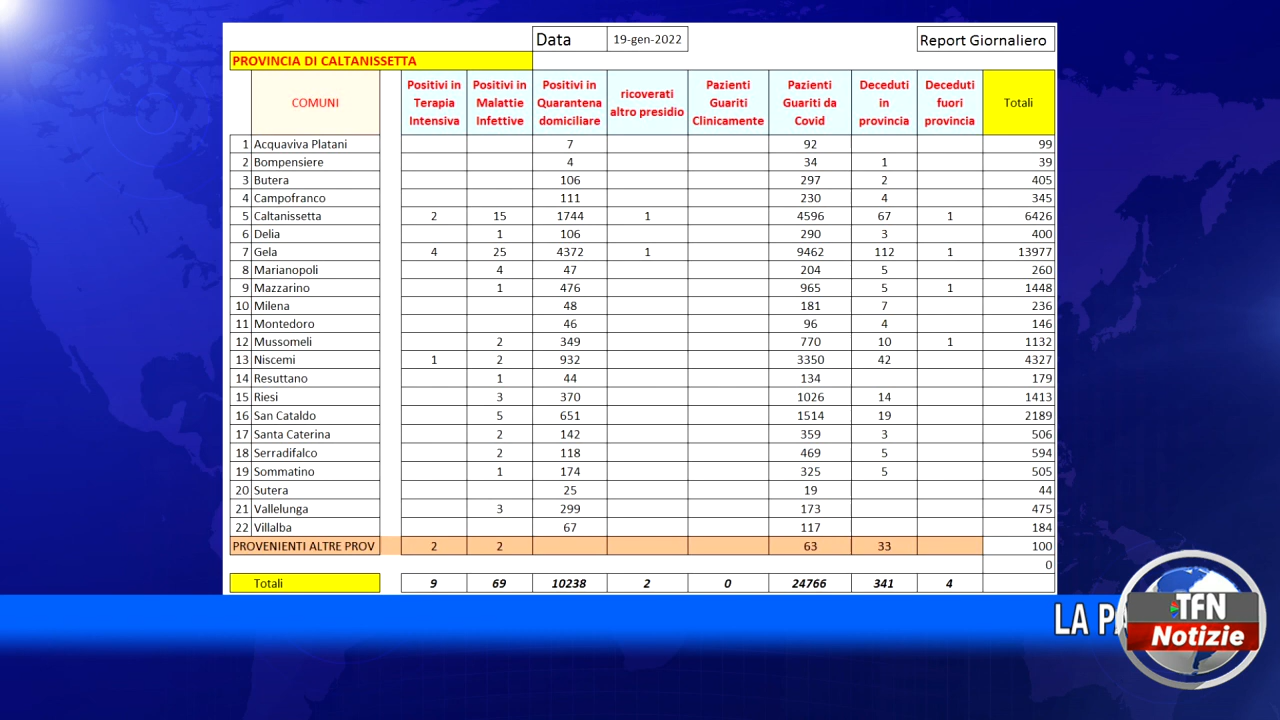 Data 19-gen-2022 Report Giornaliero
PROVINCIA DI CALTANISSETTA
COMUNI Positivi in Terapia Intensiva Positivi in Malattie Infettive Positivi in Quarantena domiciliare ricoverati altro presidio Pazienti Guariti Clinicamente Pazienti Guariti da Covid Deceduti in provincia Deceduti fuori provincia Totali
1 Acquaviva Platani 7 92 99
2 Bompensiere 4 34 1 39
3 Butera 106 297 2 405
4 Campofranco 111 230 4 345
5 Caltanissetta 2 15 1744 1 4596 67 1 6426
6 Delia 1 106 290 3 400
7 Gela 4 25 4372 1 9462 112 1 13977
8 Marianopoli 4 47 204 5 260
9 Mazzarino 1 476 965 5 1 1448
10 Milena 48 181 7 236
11 Montedoro 46 96 4 146
12 Mussomeli 2 349 770 10 1 1132
13 Niscemi 1 2 932 3350 42 4327
14 Resuttano 1 44 134 179
15 Riesi 3 370 1026 14 1413
16 San Cataldo 5 651 1514 19 2189
17 Santa Caterina 2 142 359 3 506
18 Serradifalco 2 118 469 5 594
19 Sommatino 1 174 325 5 505
20 Sutera 25 19 44
21 Vallelunga 3 299 173 475
22 Villalba 67 117 184
PROVENIENTI ALTRE PROV 2 2 63 33 100
0
Totali 9 69 10238 2 0 24766 341 4
LA
TFN
Notizie